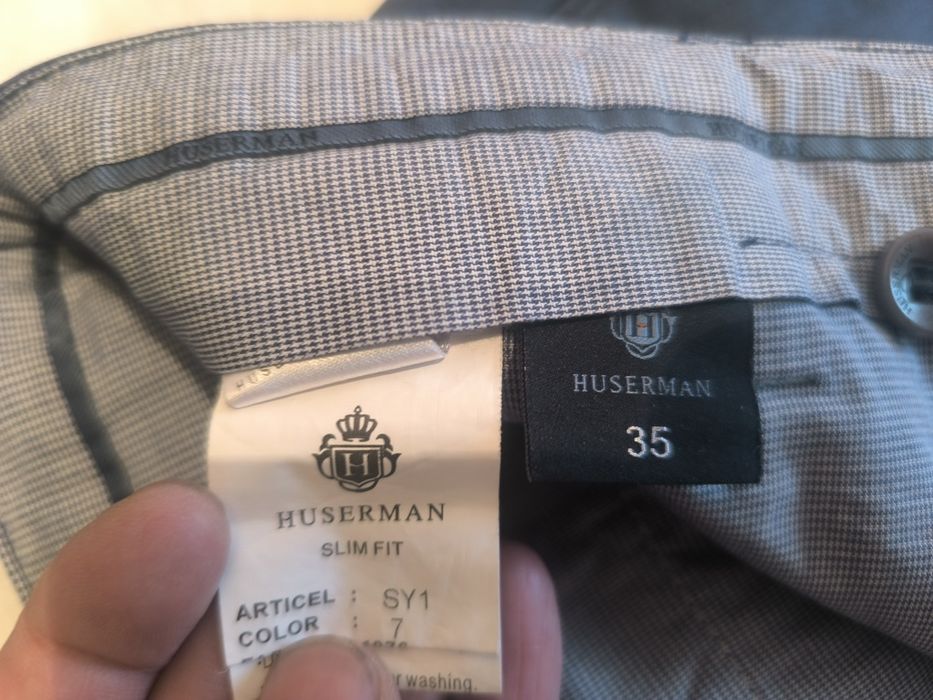 HUSERMAN
H
HUSERMAN
35
H
HUSERMAN
SLIM FIT
ARTICEL : SY1
COLOR : 7
washing.